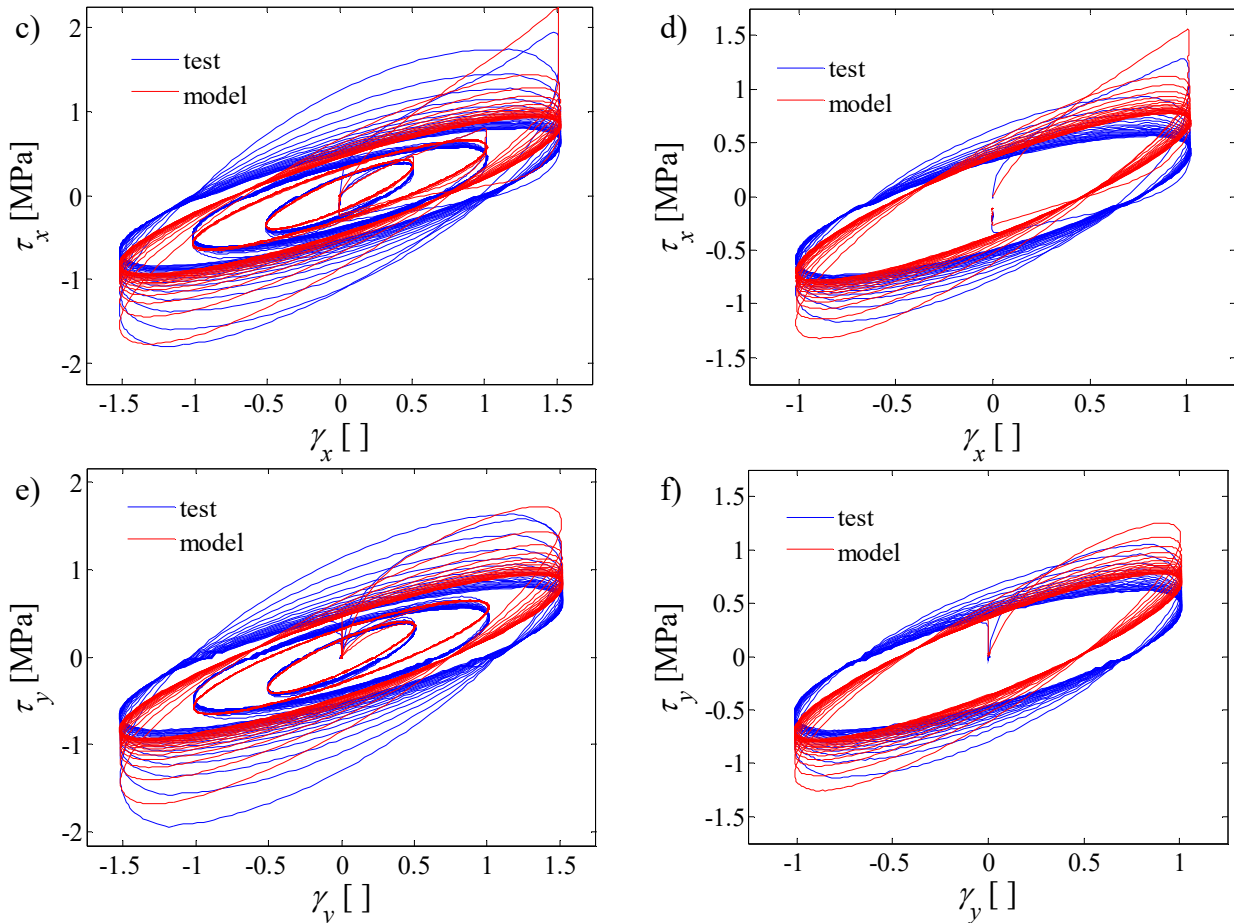 c)
test
model
2
1
0
-1
-2
τx [MPa]
-1.5 -1 -0.5 0 0.5 1 1.5
γx [ ]
d)
test
model
1.5
1
0.5
0
-0.5
-1
-1.5
τx [MPa]
-1 -0.5 0 0.5 1
γx [ ]
e)
test
model
2
1
0
-1
-2
τy [MPa]
-1.5 -1 -0.5 0 0.5 1 1.5
γy [ ]
f)
test
model
1.5
1
0.5
0
-0.5
-1
-1.5
τy [MPa]
-1 -0.5 0 0.5 1
γy [ ]